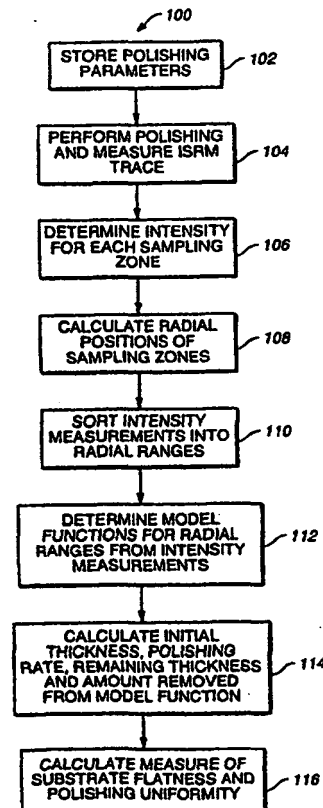 100
STORE POLISHING
PARAMETERS
102
PERFORM POLISHING
AND MEASURE ISRM
TRACE
104
DETERMINE INTENSITY
FOR EACH SAMPLING
ZONE
106
CALCULATE RADIAL
POSITIONS OF
SAMPLING ZONES
108
SORT INTENSITY
MEASUREMENTS INTO
RADIAL RANGES
110
DETERMINE MODEL
FUNCTIONS FOR RADIAL
RANGES FROM INTENSITY
MEASUREMENTS
112
CALCULATE INITIAL
THICKNESS, POLISHING
RATE, REMAINING THICKNESS
AND AMOUNT REMOVED
FROM MODEL FUNCTION
114
CALCULATE MEASURE OF
SUBSTRATE FLATNESS AND
POLISHING UNIFORMITY
116